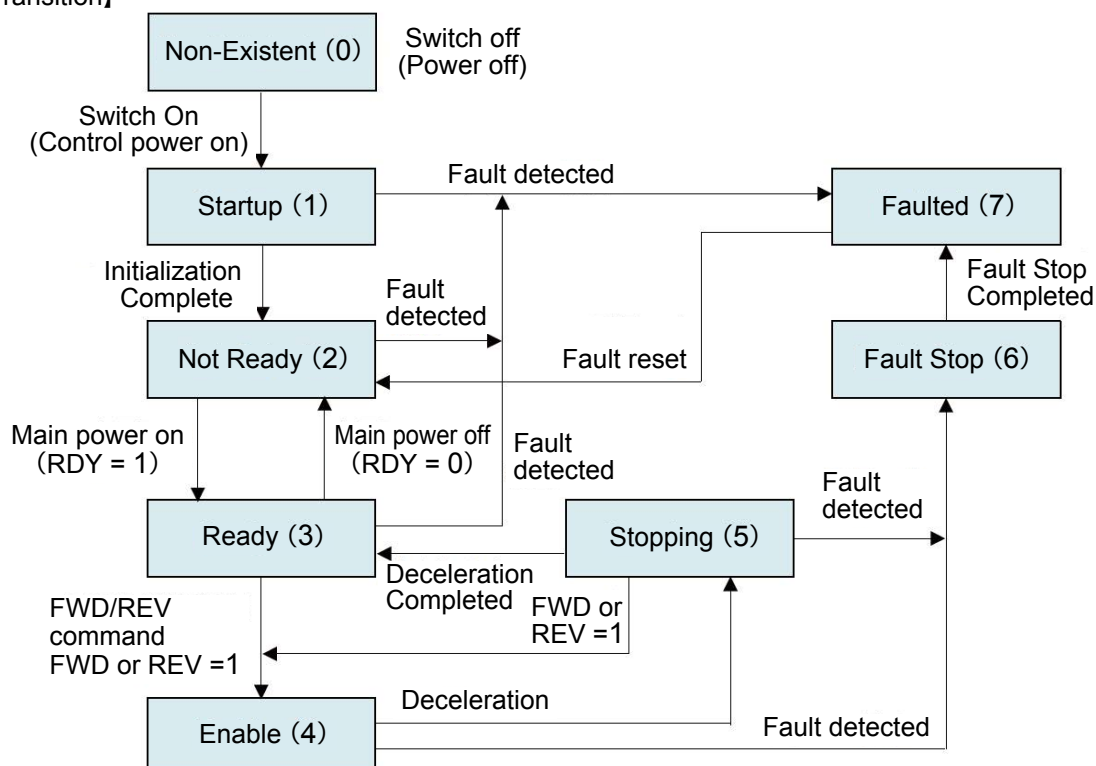 Transition】
Non-Existent（0）
Switch off
(Power off)
Switch On
(Control power on)
Startup（1）
Fault detected
Faulted（7）
Initialization
Complete
Fault
detected
Fault Stop
Completed
Not Ready（2）
Fault reset
Fault Stop（6）
Main power on
（RDY = 1）
Main power off
（RDY = 0）
Fault
detected
Fault
detected
Ready（3）
Stopping（5）
Deceleration
Completed
FWD/REV
command
FWD or REV =1
FWD or
REV =1
Deceleration
Enable（4）
Fault detected